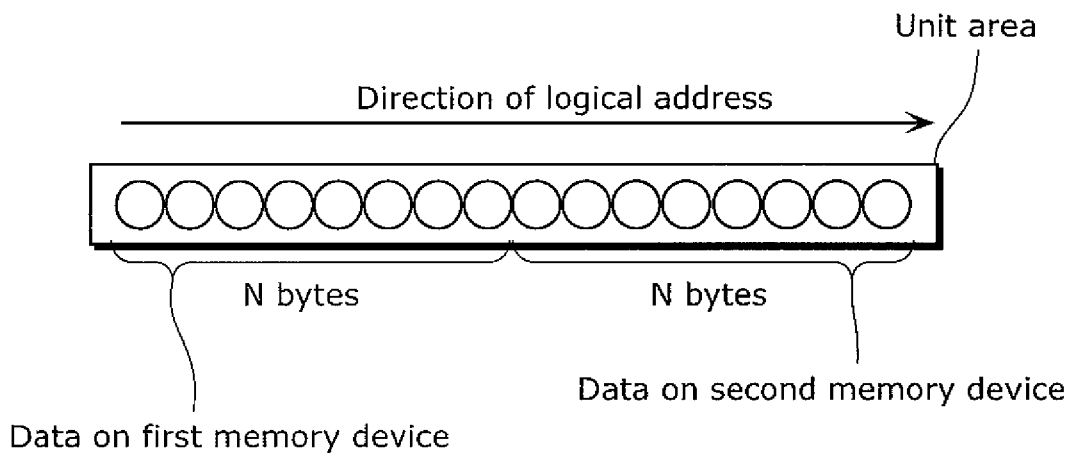 Unit area
Direction of logical address
N bytes
N bytes
Data on second memory device
Data on first memory device